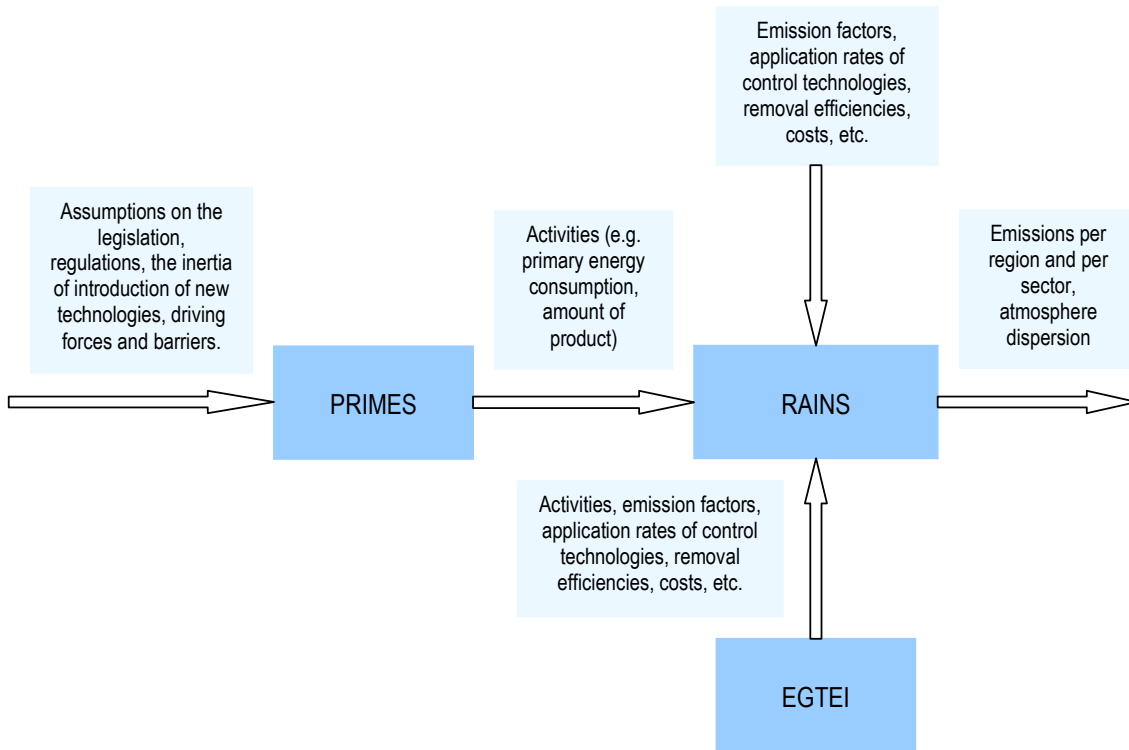 Emission factors,
application rates of
control technologies,
removal efficiencies,
costs, etc.
Assumptions on the
legislation,
regulations, the inertia
of introduction of new
technologies, driving
forces and barriers.
Activities (e.g.
primary energy
consumption,
amount of
product)
Emissions per
region and per
sector,
atmosphere
dispersion
PRIMES
RAINS
Activities, emission factors,
application rates of control
technologies, removal
efficiencies, costs, etc.
EGTEI